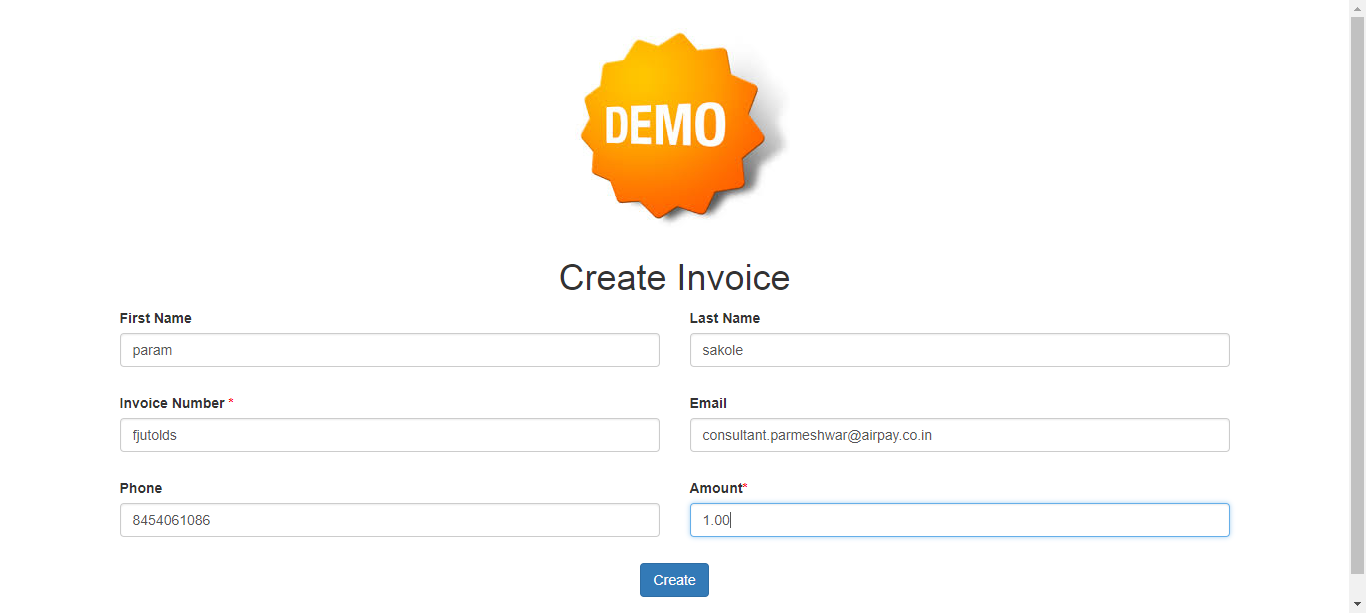 DEMO
Create Invoice
First Name
Last Name
param
sakole
Invoice Number *
Email
fjutolds
consultant.parmeshwar@airpay.co.in
Phone
Amount*
8454061086
1.00
Create